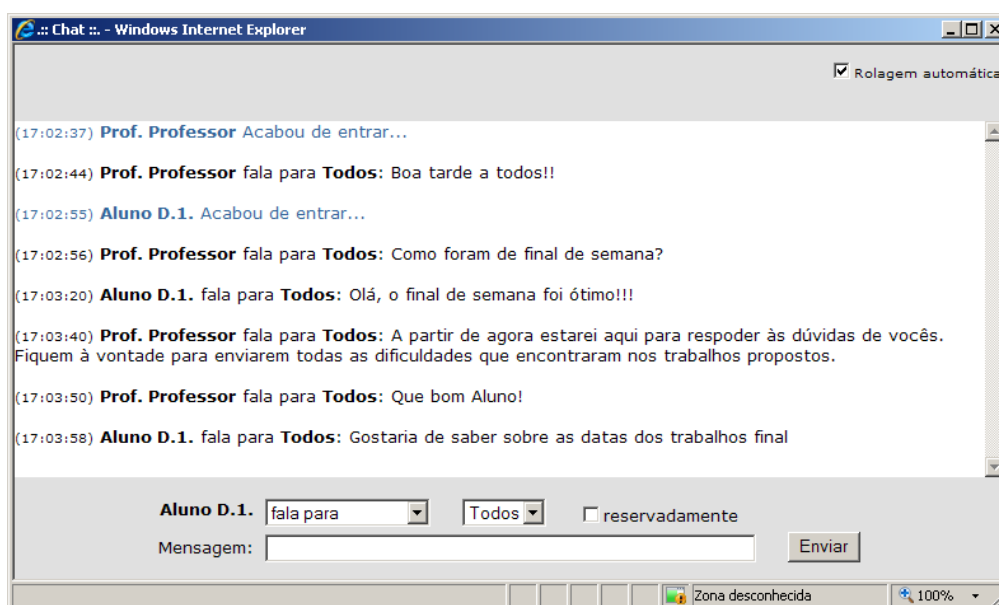 .:: Chat ::. - Windows Internet Explorer
Rolagem automática
(17:02:37) Prof. Professor Acabou de entrar...
(17:02:44) Prof. Professor fala para Todos: Boa tarde a todos!!
(17:02:55) Aluno D.1. Acabou de entrar...
(17:02:56) Prof. Professor fala para Todos: Como foram de final de semana?
(17:03:20) Aluno D.1. fala para Todos: Olá, o final de semana foi ótimo!!!
(17:03:40) Prof. Professor fala para Todos: A partir de agora estarei aqui para respoder às dúvidas de vocês.
Fiquem à vontade para enviarem todas as dificuldades que encontraram nos trabalhos propostos.
(17:03:50) Prof. Professor fala para Todos: Que bom Aluno!
(17:03:58) Aluno D.1. fala para Todos: Gostaria de saber sobre as datas dos trabalhos final
Aluno D.1. fala para Todos reservadamente
Mensagem: Enviar
Zona desconhecida 100%